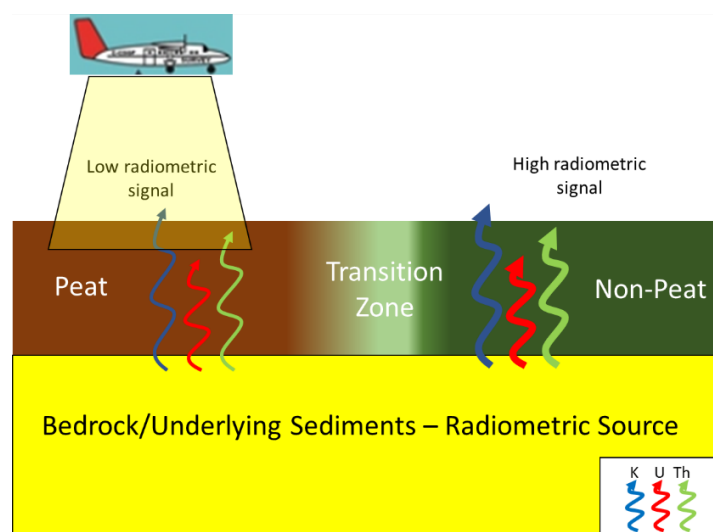 Low radiometric
signal
High radiometric
signal
Peat
Transition
Zone
Non-Peat
Bedrock/Underlying Sediments – Radiometric Source
K U Th